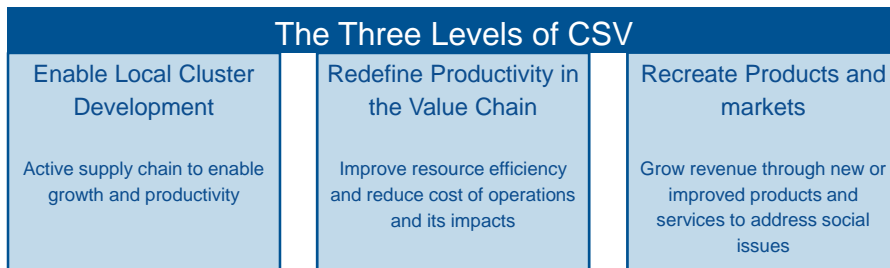 The Three Levels of CSV
Enable Local Cluster
Development
Active supply chain to enable
growth and productivity
Redefine Productivity in
the Value Chain
Improve resource efficiency
and reduce cost of operations
and its impacts
Recreate Products and
markets
Grow revenue through new or
improved products and
services to address social
issues